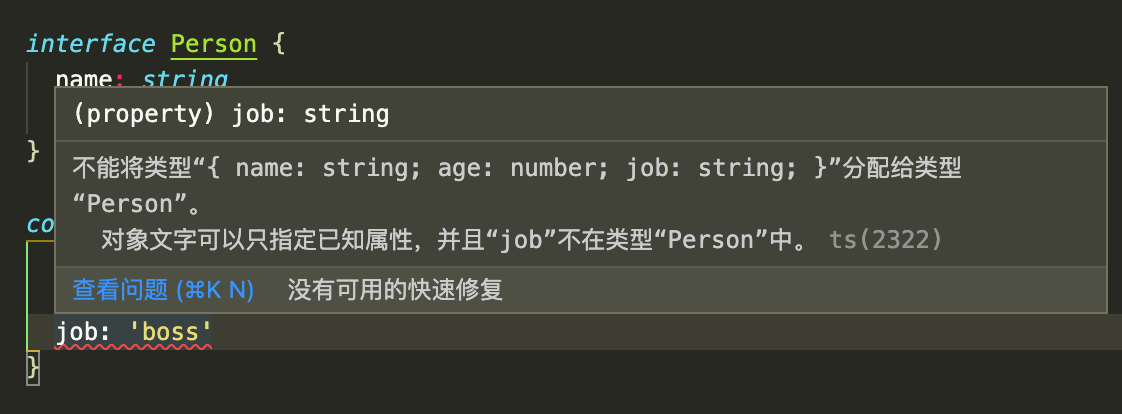 interface Person {
name: string
(property) job: string
}
不能将类型“{ name: string; age: number; job: string; }”分配给类型
“Person”。
co
对象文字可以只指定已知属性，并且“job”不在类型“Person”中。 ts(2322)
查看问题 (⌘K N) 没有可用的快速修复
job: 'boss'
}